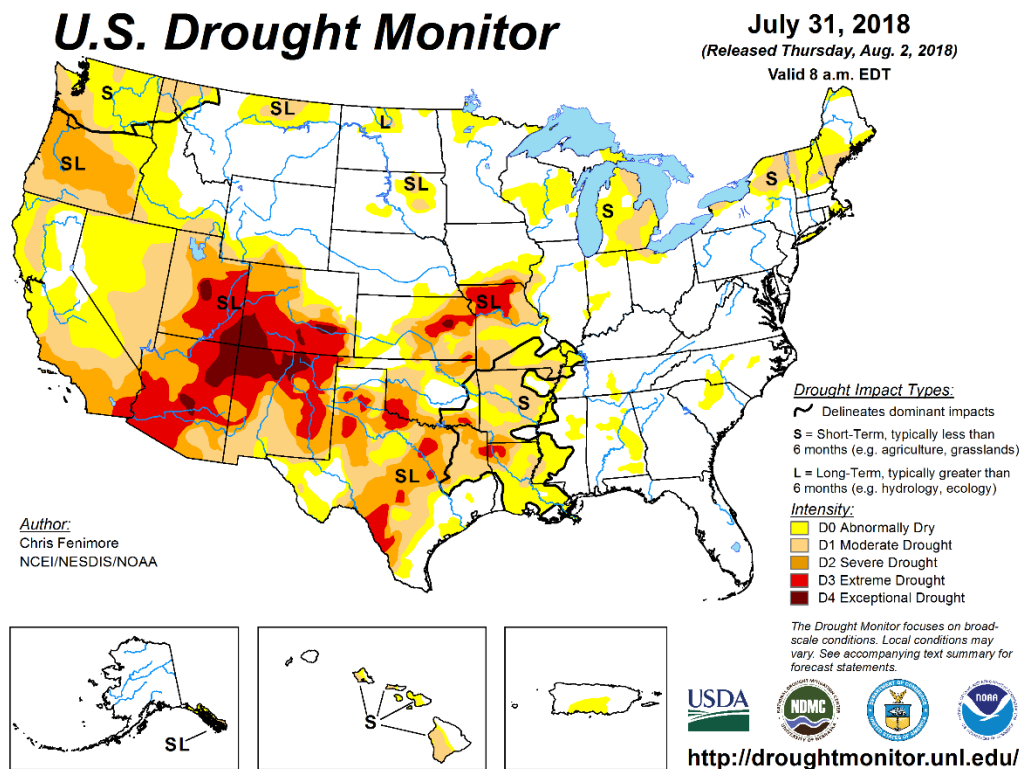 U.S. Drought Monitor
July 31, 2018
(Released Thursday, Aug. 2, 2018)
Valid 8 a.m. EDT
S
SL
L
SL
SL
S
S
SL
SL
S
SL
Drought Impact Types:
Delineates dominant impacts
S = Short-Term, typically less than
6 months (e.g. agriculture, grasslands)
L = Long-Term, typically greater than
6 months (e.g. hydrology, ecology)
Intensity:
D0 Abnormally Dry
D1 Moderate Drought
D2 Severe Drought
D3 Extreme Drought
D4 Exceptional Drought
Author:
Chris Fenimore
NCEI/NESDIS/NOAA
The Drought Monitor focuses on broad-
scale conditions. Local conditions may
vary. See accompanying text summary for
forecast statements.
SL
S
USDA
NDMC
NOAA
http://droughtmonitor.unl.edu/